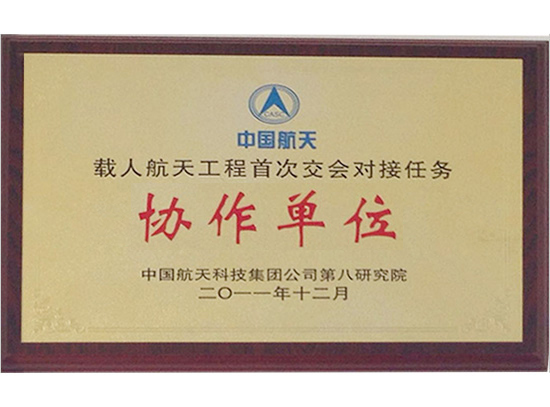 CASC
中国航天
载人航天工程首次交会对接任务
协作单位
中国航天科技集团公司第八研究院
二〇一一年十二月